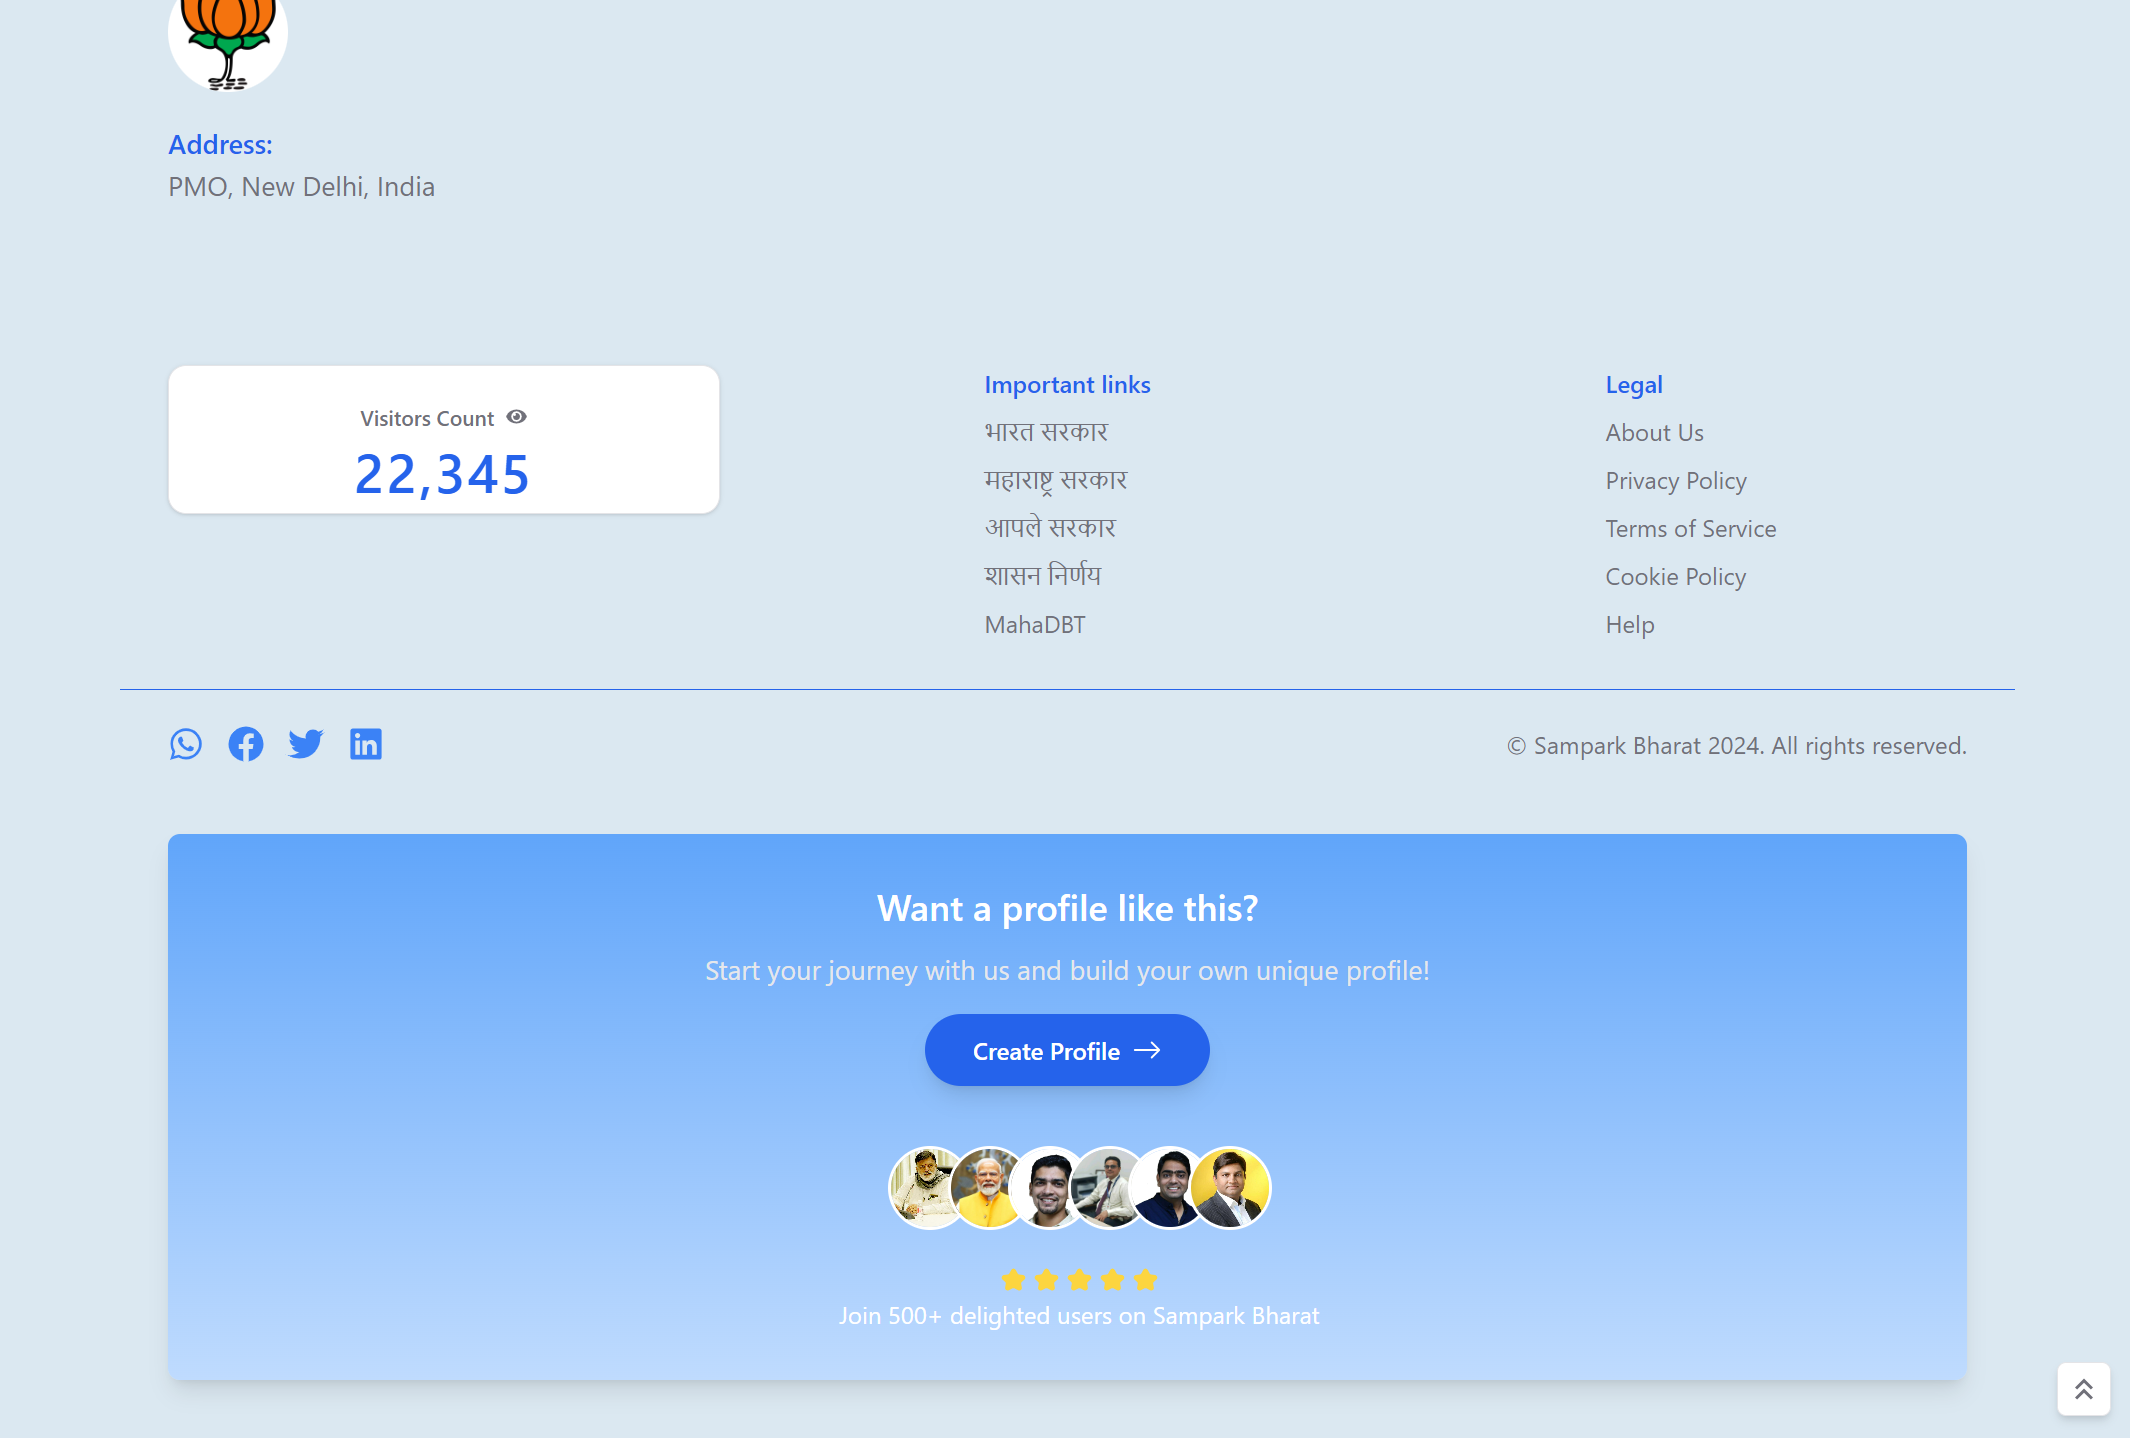 Address:
PMO, New Delhi, India
Visitors Count
22,345
Important links
भारत सरकार
महाराष्ट्र सरकार
आपले सरकार
शासन निर्णय
MahaDBT
Legal
About Us
Privacy Policy
Terms of Service
Cookie Policy
Help
© Sampark Bharat 2024. All rights reserved.
Want a profile like this?
Start your journey with us and build your own unique profile!
Create Profile
Join 500+ delighted users on Sampark Bharat